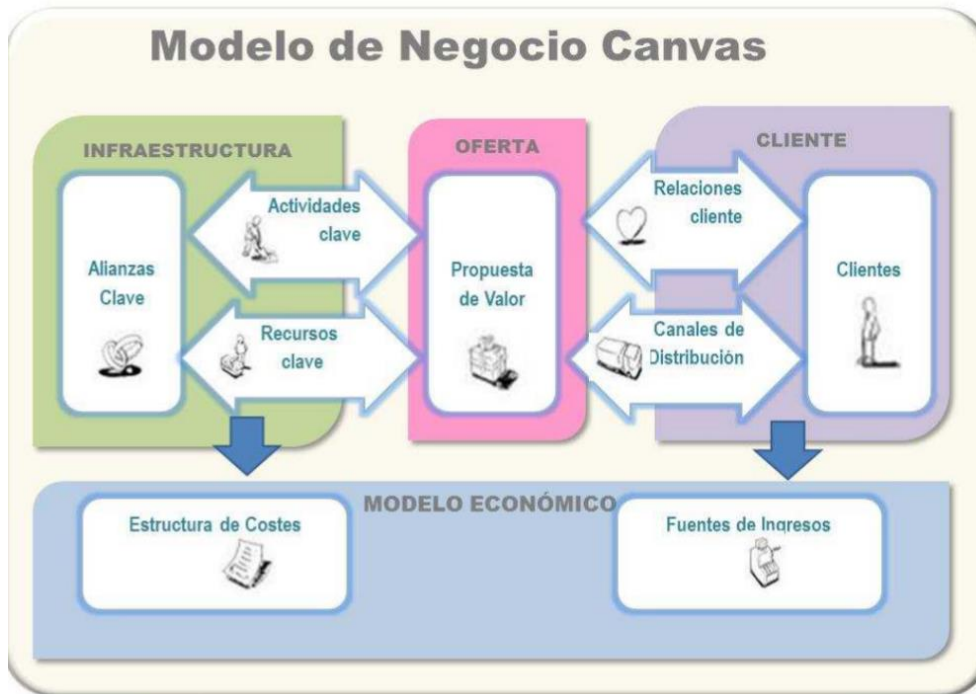 Modelo de Negocio Canvas
INFRAESTRUCTURA
OFERTA
CLIENTE
Alianzas
Clave
Actividades
clave
Recursos
clave
Propuesta
de Valor
Relaciones
cliente
Canales de
Distribución
Clientes
MODELO ECONÓMICO
Estructura de Costes
Fuentes de Ingresos